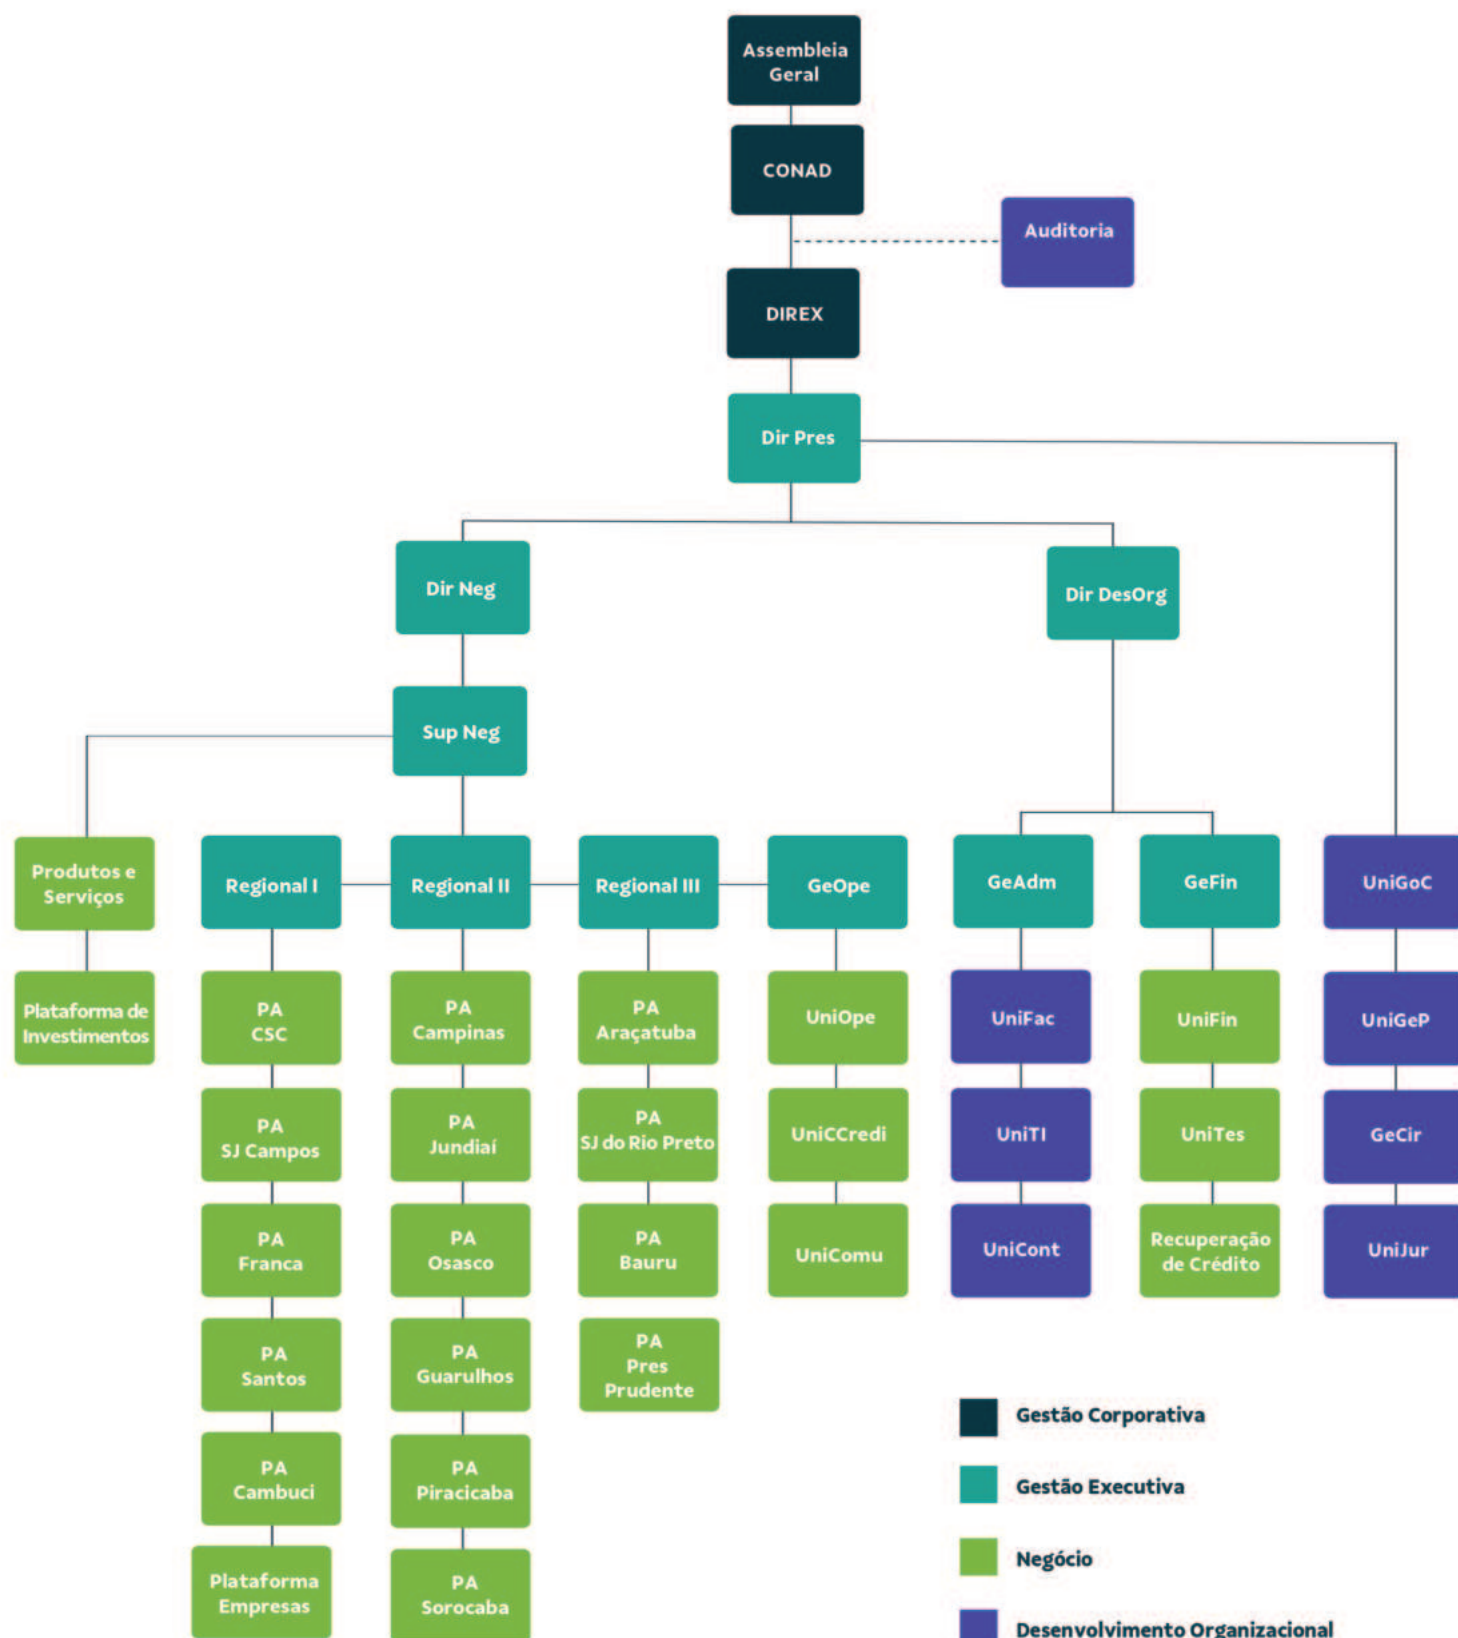 Assembleia
Geral
CONAD
Auditoria
DIREX
Dir Pres
Dir Neg
Dir DesOrg
Sup Neg
Produtos e
Serviços
Regional I
Regional II
Regional III
GeOpe
GeAdm
GeFin
UniGoC
Plataforma de
Investimentos
PA
CSC
PA
Campinas
PA
Araçatuba
UniOpe
UniFac
UniFin
UniGeP
PA
SJ Campos
PA
Jundiaí
PA
SJ do Rio Preto
UniCCredi
UniTI
UniTes
GeCir
PA
Franca
PA
Osasco
PA
Bauru
UniComu
UniCont
Recuperação
de Crédito
UniJur
PA
Santos
PA
Guarulhos
PA
Pres
Prudente
PA
Cambuci
PA
Piracicaba
Plataforma
Empresas
PA
Sorocaba
Gestão Corporativa
Gestão Executiva
Negócio
Desenvolvimento Organizacional